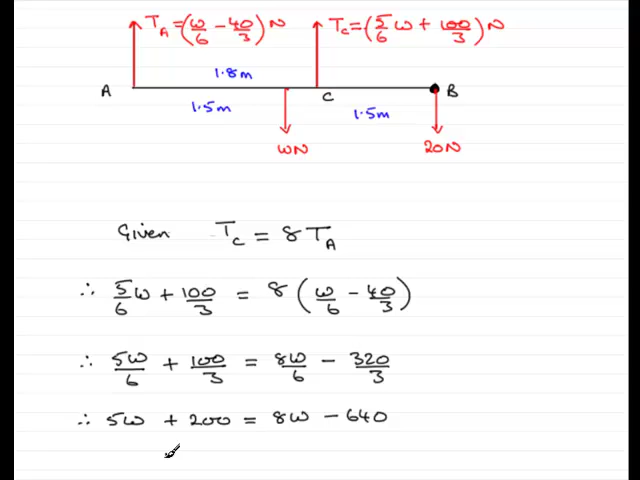 T_A = (w/6 − 40/3) N T_C = (5/6 w + 100/3) N
1.8m
A C B
1.5m 1.5m
WN 20N
Given T_C = 8 T_A
∴ 5/6 w + 100/3 = 8 (w/6 − 40/3)
∴ 5w/6 + 100/3 = 8w/6 − 320/3
∴ 5w + 200 = 8w − 640